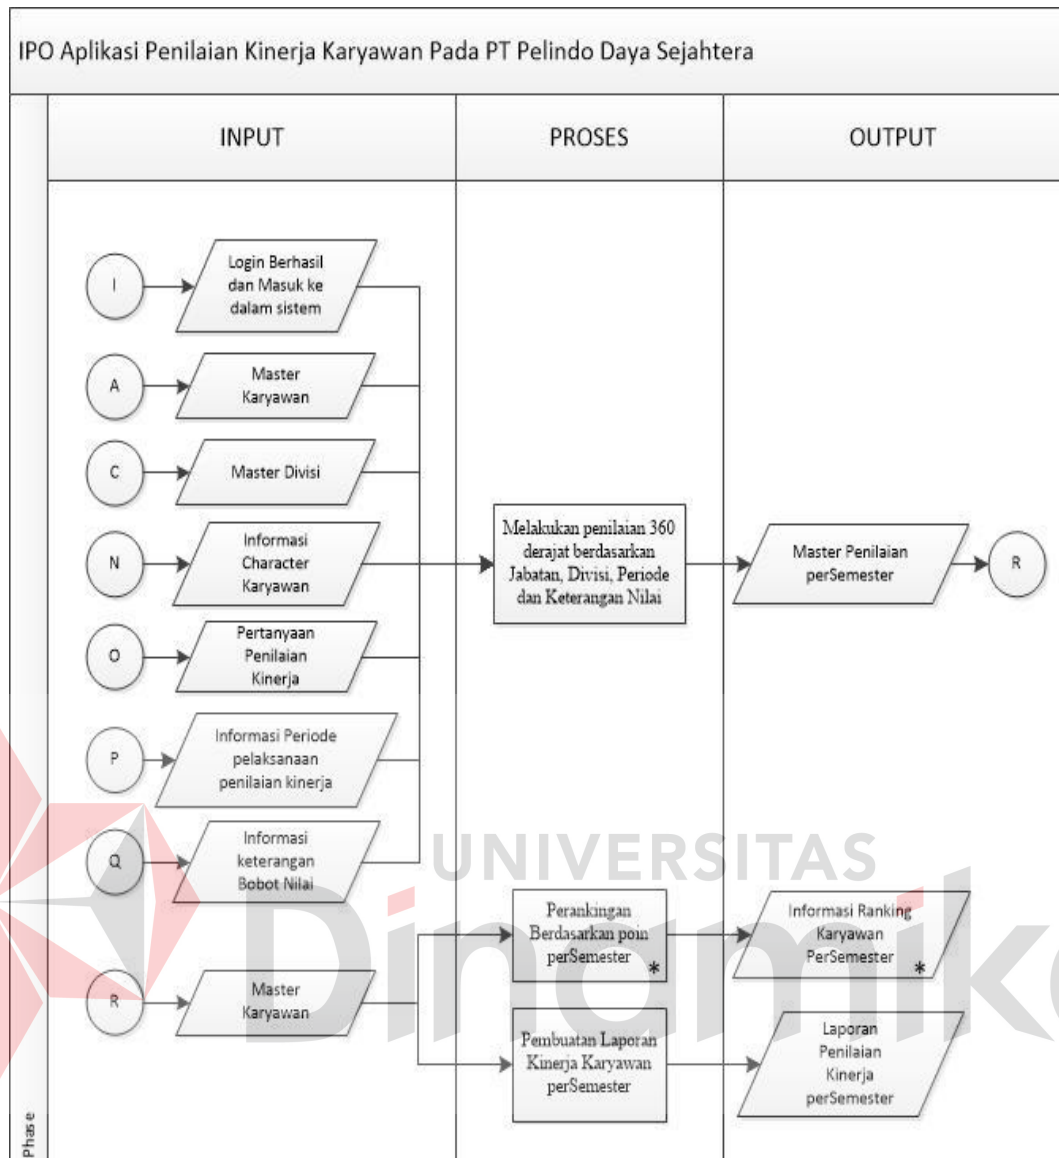 IPO Aplikasi Penilaian Kinerja Karyawan Pada PT Pelindo Daya Sejahtera
INPUT
PROSES
OUTPUT
I
Login Berhasil
dan Masuk ke
dalam sistem
A
Master
Karyawan
C
Master Divisi
N
Informasi
Character
Karyawan
Melakukan penilaian 360
derajat berdasarkan
Jabatan, Divisi, Periode
dan Keterangan Nilai
Master Penilaian
perSemester
R
O
Pertanyaan
Penilaian
Kinerja
P
Informasi Periode
pelaksanaan
penilaian kinerja
Q
Informasi
keterangan
Bobot Nilai
R
Master
Karyawan
Perankingan
Berdasarkan poin
perSemester
*
Informasi Ranking
Karyawan
PerSemester
*
Pembuatan Laporan
Kinerja Karyawan
perSemester
Laporan
Penilaian
Kinerja
perSemester
Phase
UNIVERSITAS
Dinamika